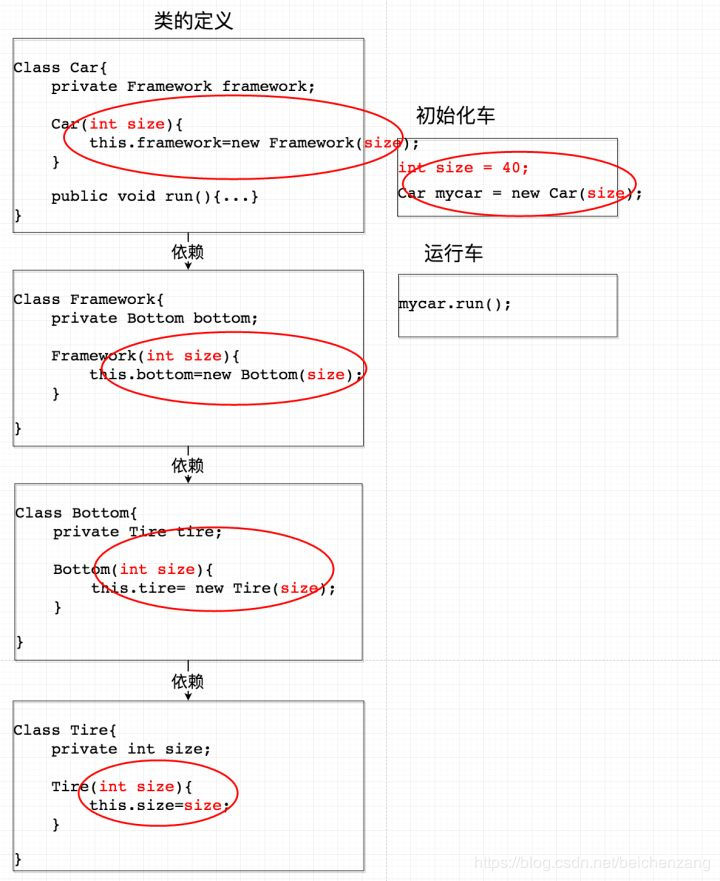 类的定义
Class Car{
private Framework framework;
Car(int size){
this.framework=new Framework(size);
}
public void run(){...}
}
依赖
Class Framework{
private Bottom bottom;
Framework(int size){
this.bottom=new Bottom(size);
}
}
依赖
Class Bottom{
private Tire tire;
Bottom(int size){
this.tire= new Tire(size);
}
}
依赖
Class Tire{
private int size;
Tire(int size){
this.size=size;
}
}
初始化车
int size = 40;
Car mycar = new Car(size);
运行车
mycar.run();
https://blog.csdn.net/beichenzang